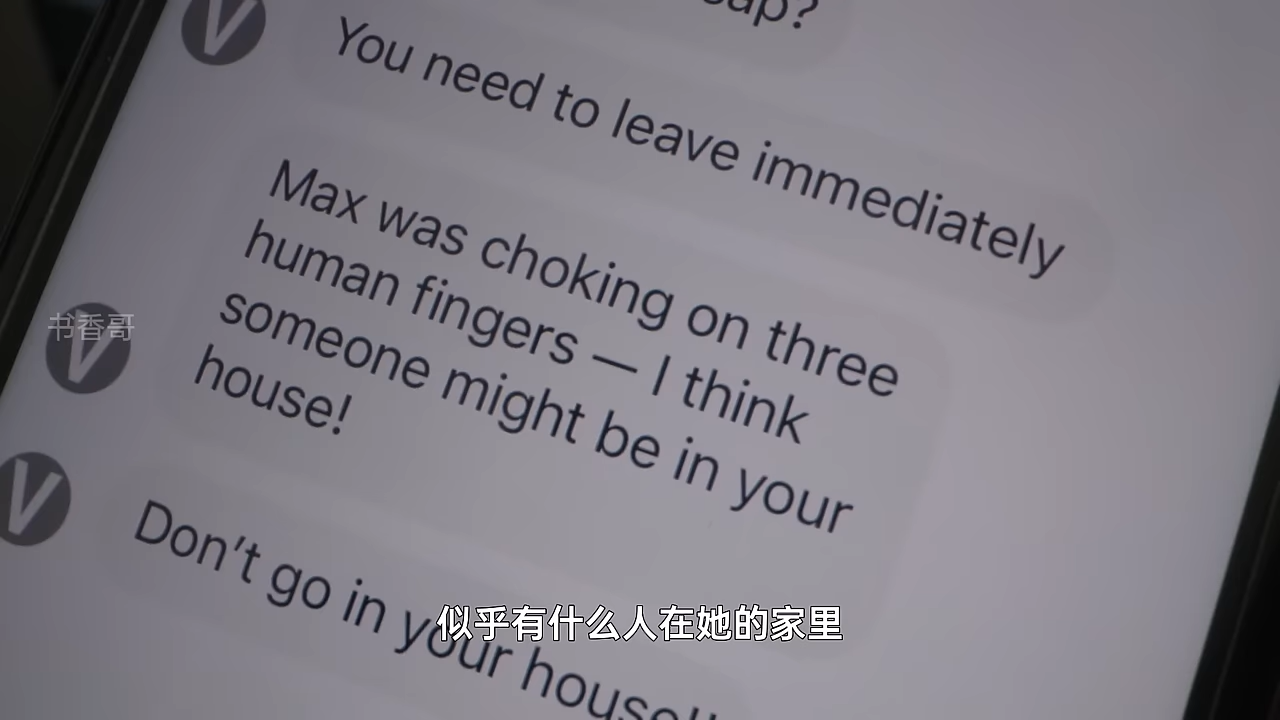 You need to leave immediately
Max was choking on three
human fingers — I think
someone might be in your
house!
Don't go in your house!!
V
V
V
书香哥
似乎有什么人在她的家里